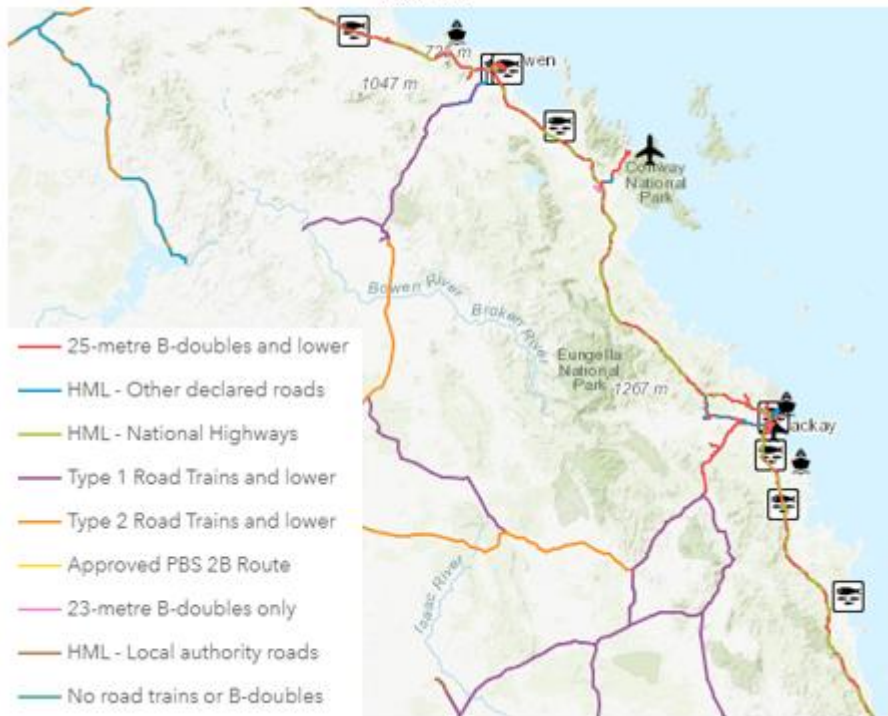 1047 m
Conway
National
Park
Bowen River
Broken River
Eungella
National
Park
1267 m
Isaac River
25-metre B-doubles and lower
HML - Other declared roads
HML - National Highways
Type 1 Road Trains and lower
Type 2 Road Trains and lower
Approved PBS 2B Route
23-metre B-doubles only
HML - Local authority roads
No road trains or B-doubles